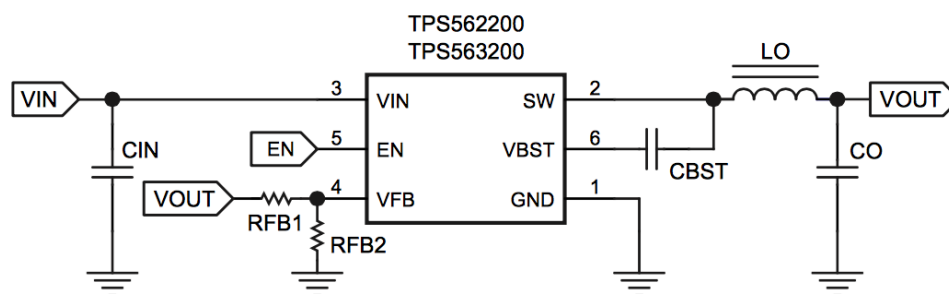 TPS562200
TPS563200
LO
VIN
3
VIN
SW
2
VOUT
EN
5
EN
VBST
6
CIN
CBST
CO
VOUT
4
VFB
GND
1
RFB1
RFB2